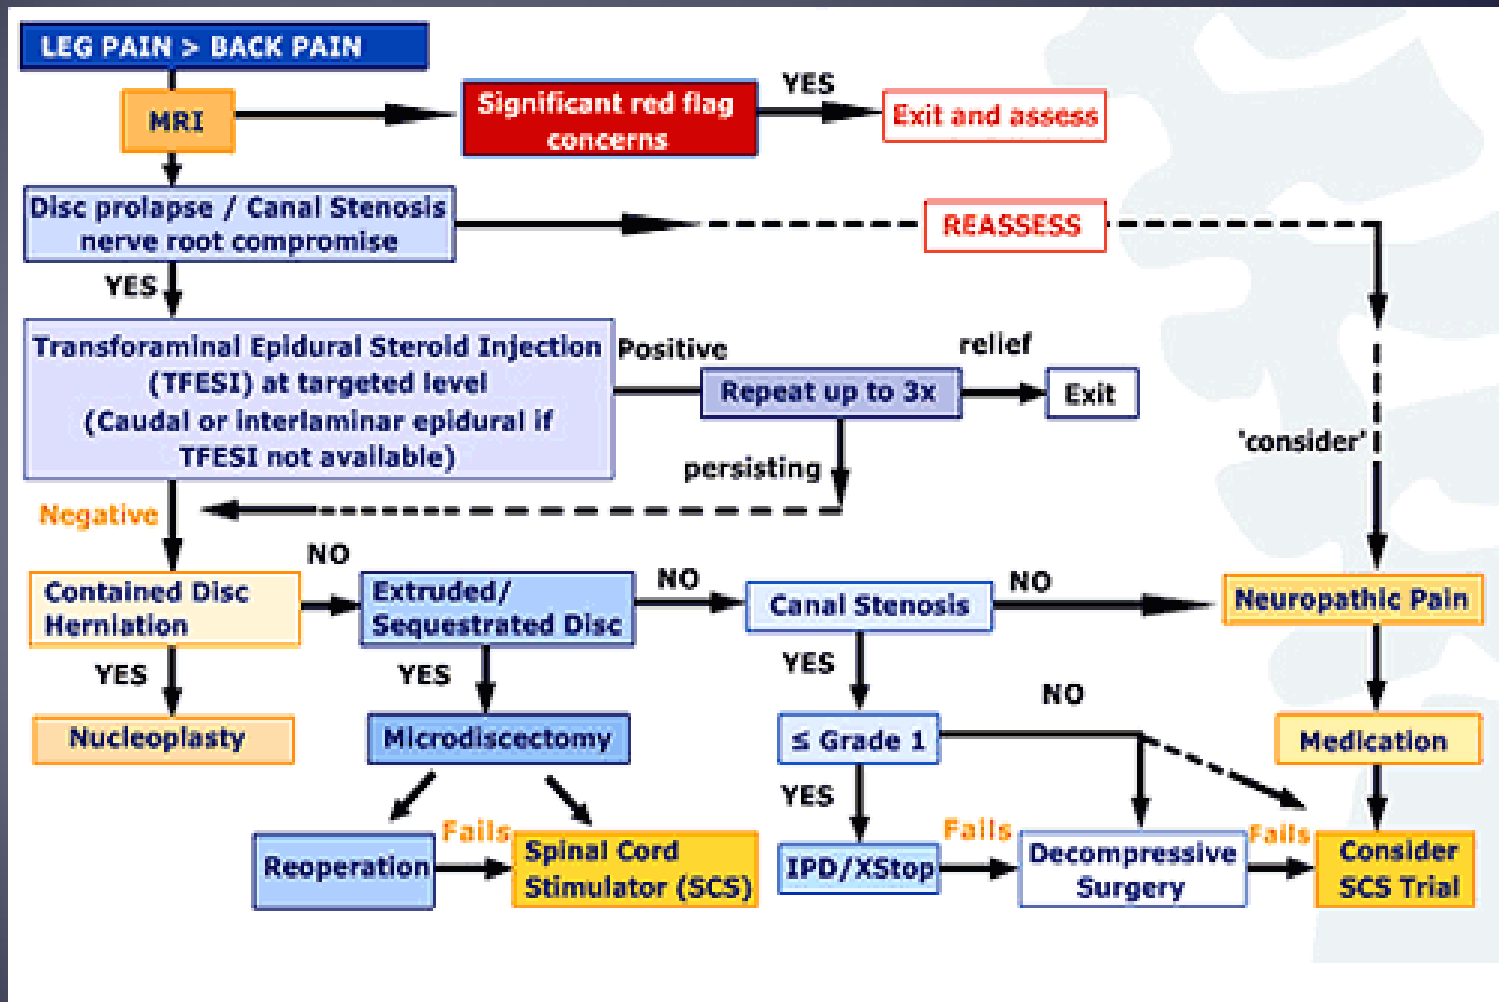 LEG PAIN > BACK PAIN
MRI
Significant red flag
concerns
YES
Exit and assess
Disc prolapse / Canal Stenosis
nerve root compromise
REASSESS
YES
Transforaminal Epidural Steroid Injection
(TFESI) at targeted level
(Caudal or interlaminar epidural if
TFESI not available)
Positive
Repeat up to 3x
relief
Exit
'consider'
persisting
Negative
Contained Disc
Herniation
NO
Extruded/
Sequestrated Disc
NO
Canal Stenosis
NO
Neuropathic Pain
YES
YES
YES
NO
Nucleoplasty
Microdiscectomy
≤ Grade 1
Medication
YES
Reoperation
Fails
Spinal Cord
Stimulator (SCS)
IPD/XStop
Fails
Decompressive
Surgery
Fails
Consider
SCS Trial